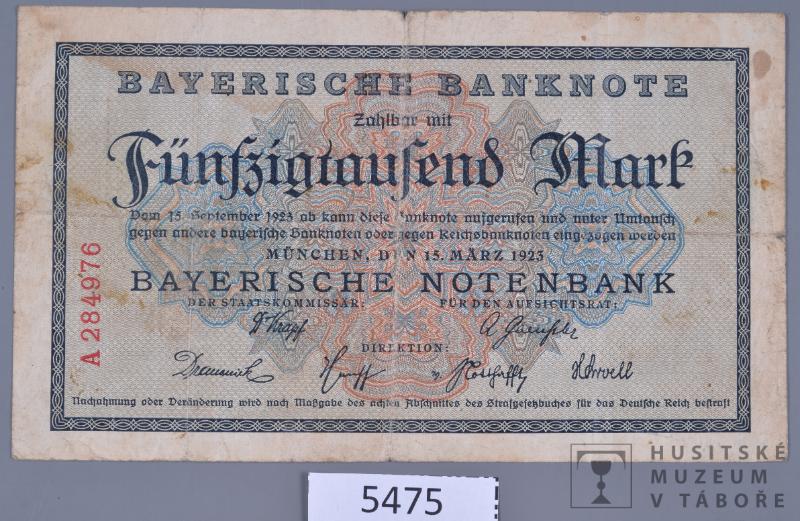 BAYERISCHE BANKNOTE
Zahlbar mit
Fünfzigtausend Mark
Vom 15. September 1923 ab kann diese Banknote aufgerufen und unter Umtausch
gegen andere bayerische Banknoten oder gegen Reichsbanknoten eingezogen werden
MÜNCHEN, DEN 15. MÄRZ 1923
BAYERISCHE NOTENBANK
DER STAATSKOMMISSÄR: FÜR DEN AUFSICHTSRAT:
DIREKTION:
Nachahmung oder Veränderung wird nach Maßgabe des achten Abschnittes des Strafgesetzbuches für das Deutsche Reich bestraft
A 284976
5475
HUSITSKÉ
MUZEUM
V TÁBOŘE